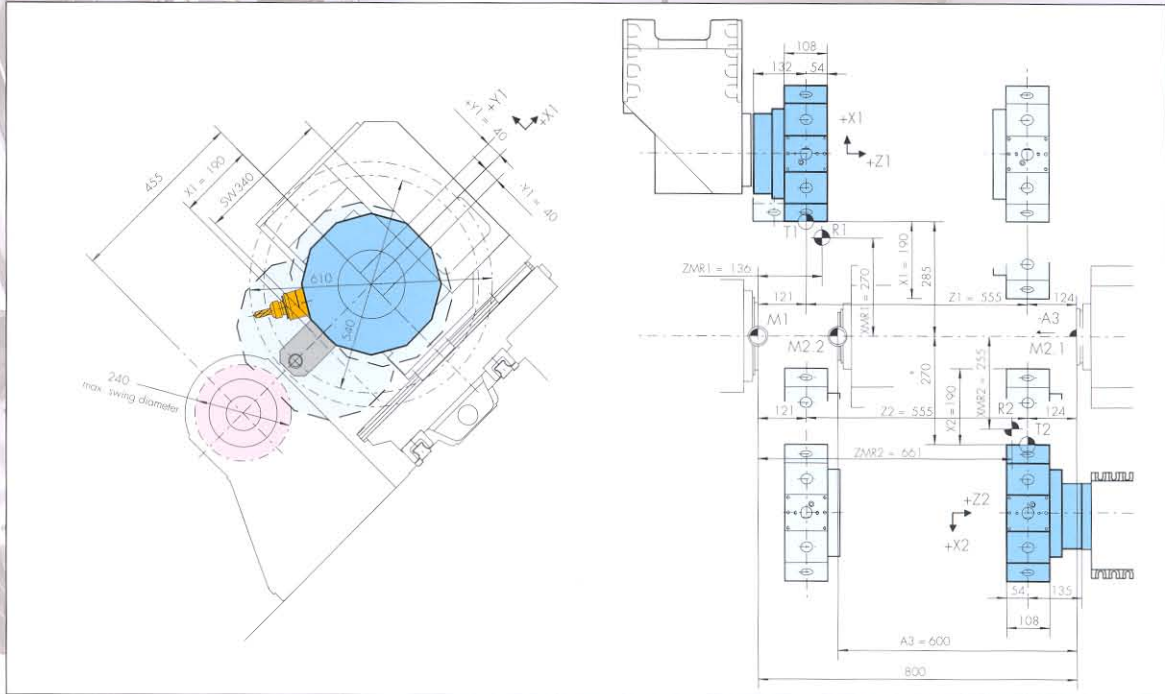 +Y1
+X1
+Y1 = 40
-Y1 = 40
455
X1 = 190
SW340
610
540
240
max. swing diameter
108
132
54
+X1
+Z1
T1
R1
ZMR1 = 136
XMR1 = 270
X1 = 190
285
121
Z1 = 555
124
M1
M2.2
-A3
M2.1
270
XMR2 = 255
X2=190
121
Z2 = 555
124
R2
T2
ZMR2 = 661
+Z2
+X2
54
135
108
A3 = 600
800